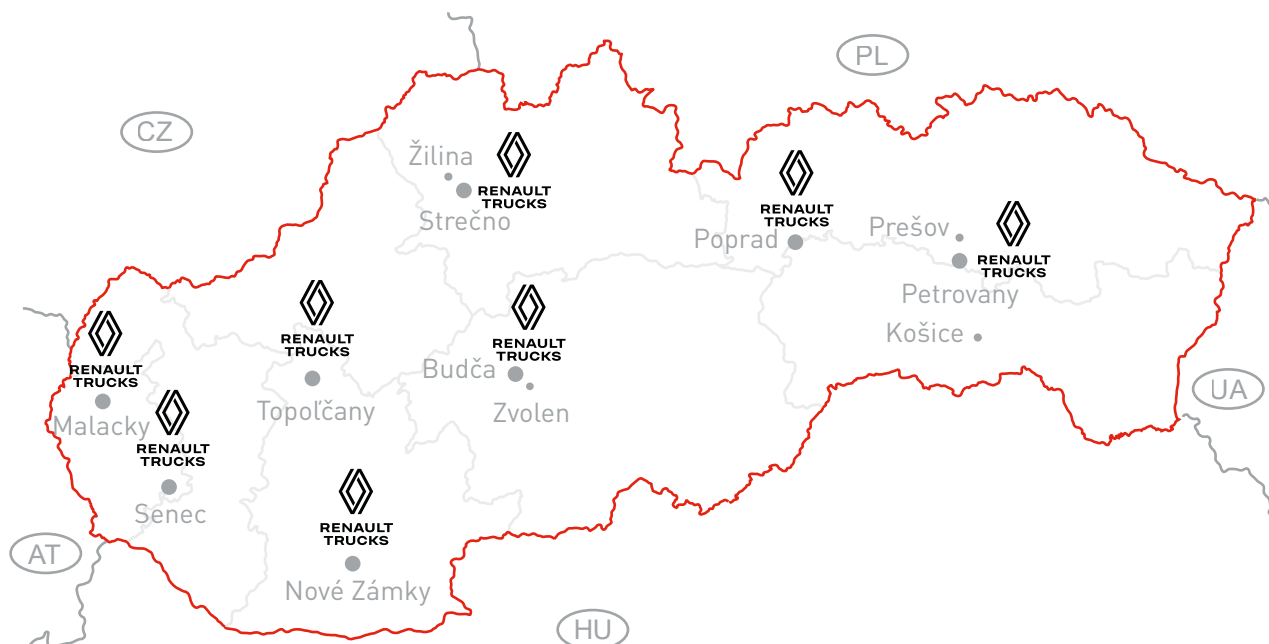 PL
CZ
Žilina
RENAULT
TRUCKS
Strečno
RENAULT
TRUCKS
Poprad
Prešov
RENAULT
TRUCKS
Petrovany
Košice
RENAULT
TRUCKS
Malacky
RENAULT
TRUCKS
Topoľčany
RENAULT
TRUCKS
Budča
Zvolen
UA
RENAULT
TRUCKS
Senec
RENAULT
TRUCKS
Nové Zámky
AT
HU